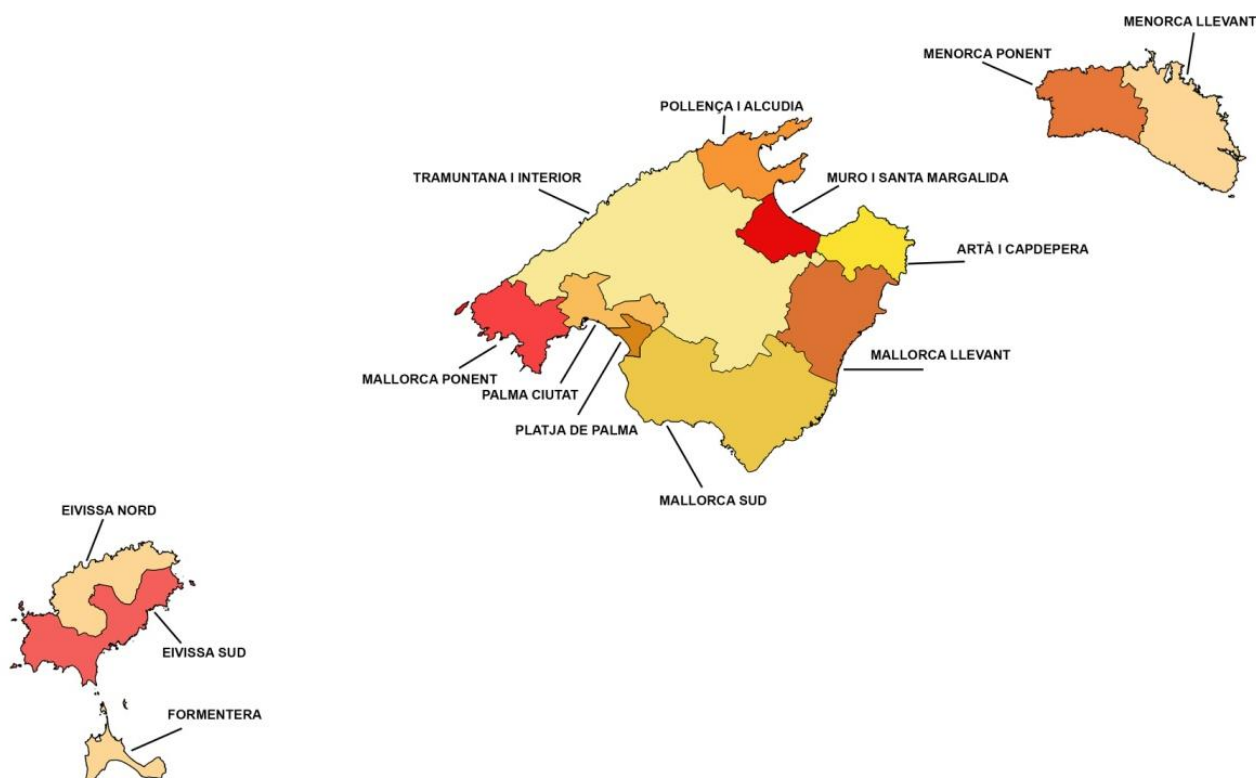 MENORCA LLEVANT
MENORCA PONENT
POLLENÇA I ALCUDIA
TRAMUNTANA I INTERIOR
MURO I SANTA MARGALIDA
ARTÀ I CAPDEPERA
MALLORCA LLEVANT
MALLORCA PONENT
PALMA CIUTAT
PLATJA DE PALMA
MALLORCA SUD
EIVISSA NORD
EIVISSA SUD
FORMENTERA